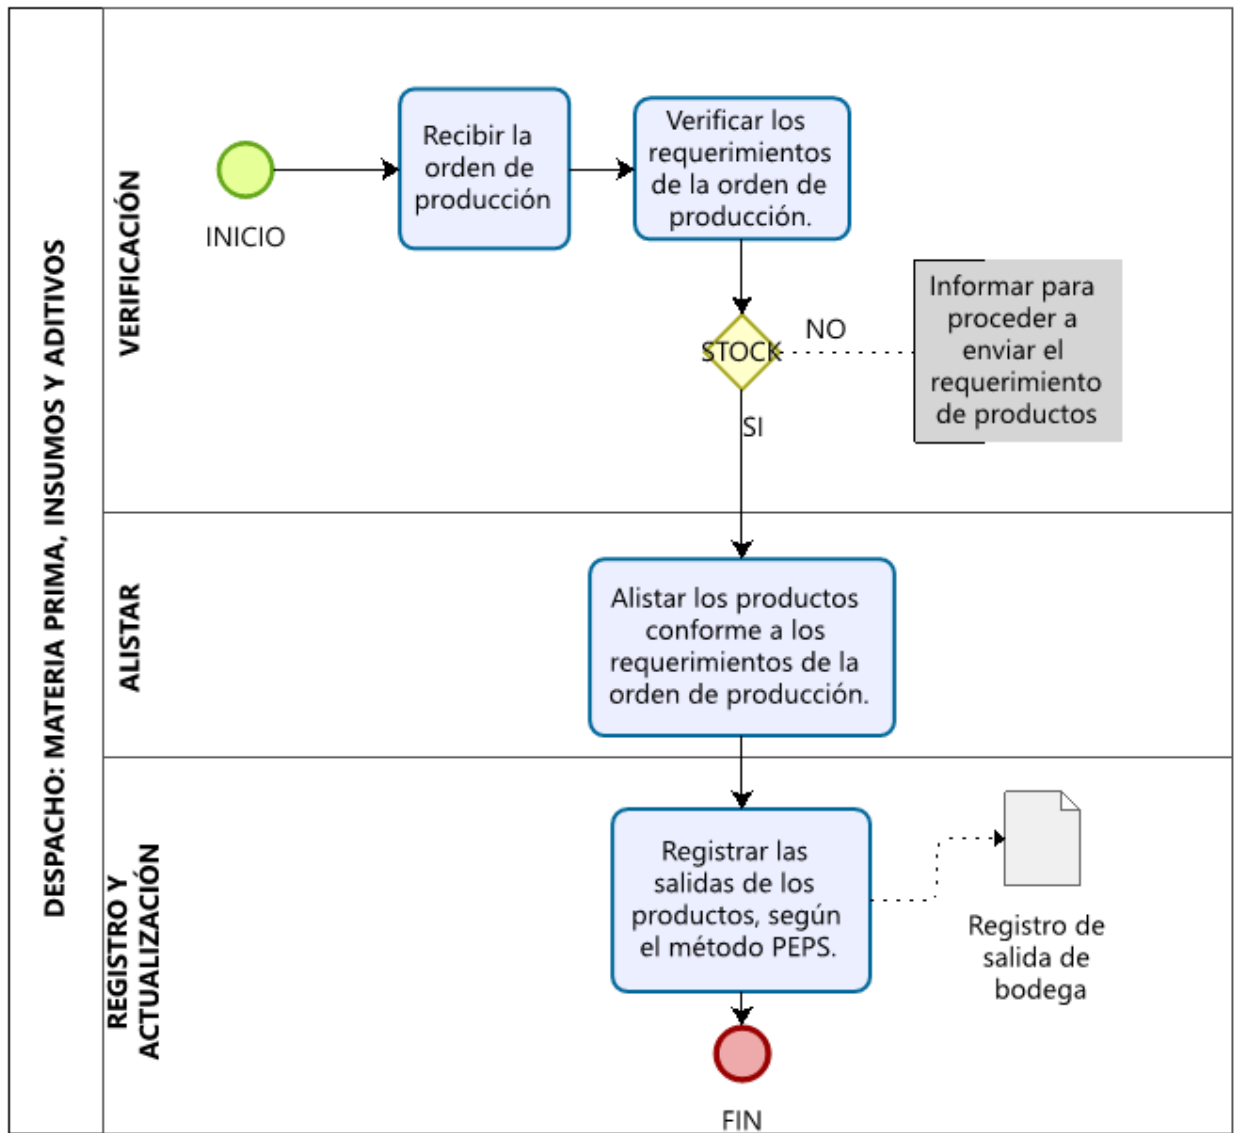 DESPACHO: MATERIA PRIMA, INSUMOS Y ADITIVOS
VERIFICACIÓN
INICIO
Recibir la
orden de
producción
Verificar los
requerimientos
de la orden de
producción.
STOCK
NO
Informar para
proceder a
enviar el
requerimiento
de productos
SI
ALISTAR
Alistar los productos
conforme a los
requerimientos de la
orden de producción.
REGISTRO Y
ACTUALIZACIÓN
Registrar las
salidas de los
productos, según
el método PEPS.
Registro de
salida de
bodega
FIN